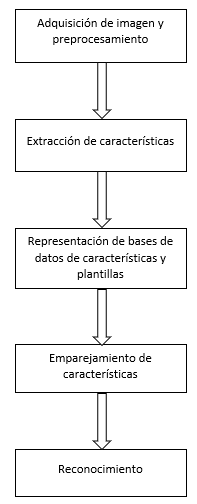 Adquisición de imagen y
preprocesamiento
Extracción de características
Representación de bases de
datos de características y
plantillas
Emparejamiento de
características
Reconocimiento